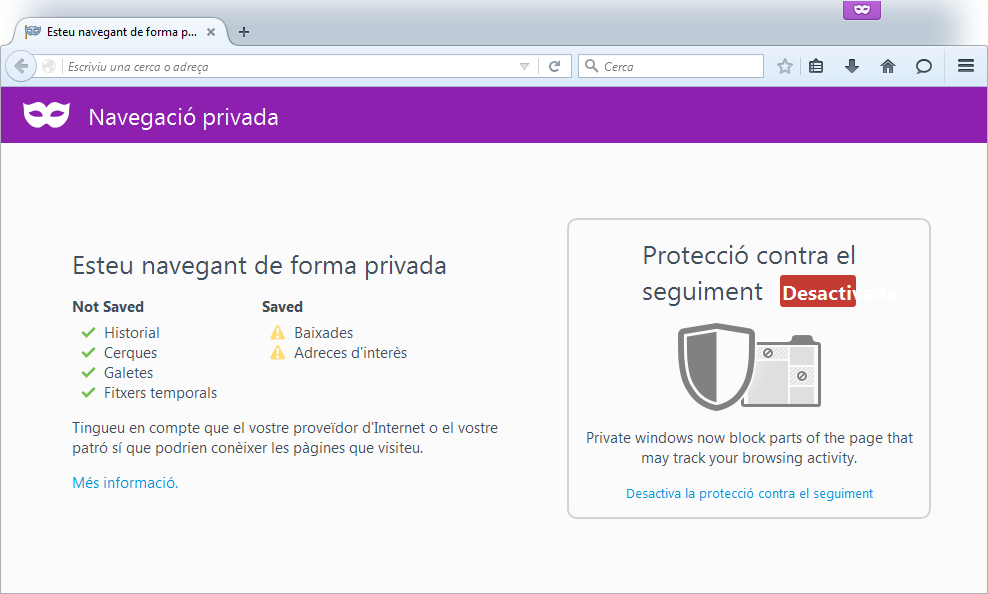 Esteu navegant de forma p...
Escriviu una cerca o adreça
Cerca
Navegació privada
Esteu navegant de forma privada
Not Saved
Saved
Historial
Baixades
Cerques
Adreces d'interès
Galetes
Fitxers temporals
Tingueu en compte que el vostre proveïdor d'Internet o el vostre
patró sí que podrien conèixer les pàgines que visiteu.
Més informació.
Protecció contra el
seguiment Desactivada
Private windows now block parts of the page that
may track your browsing activity.
Desactiva la protecció contra el seguiment